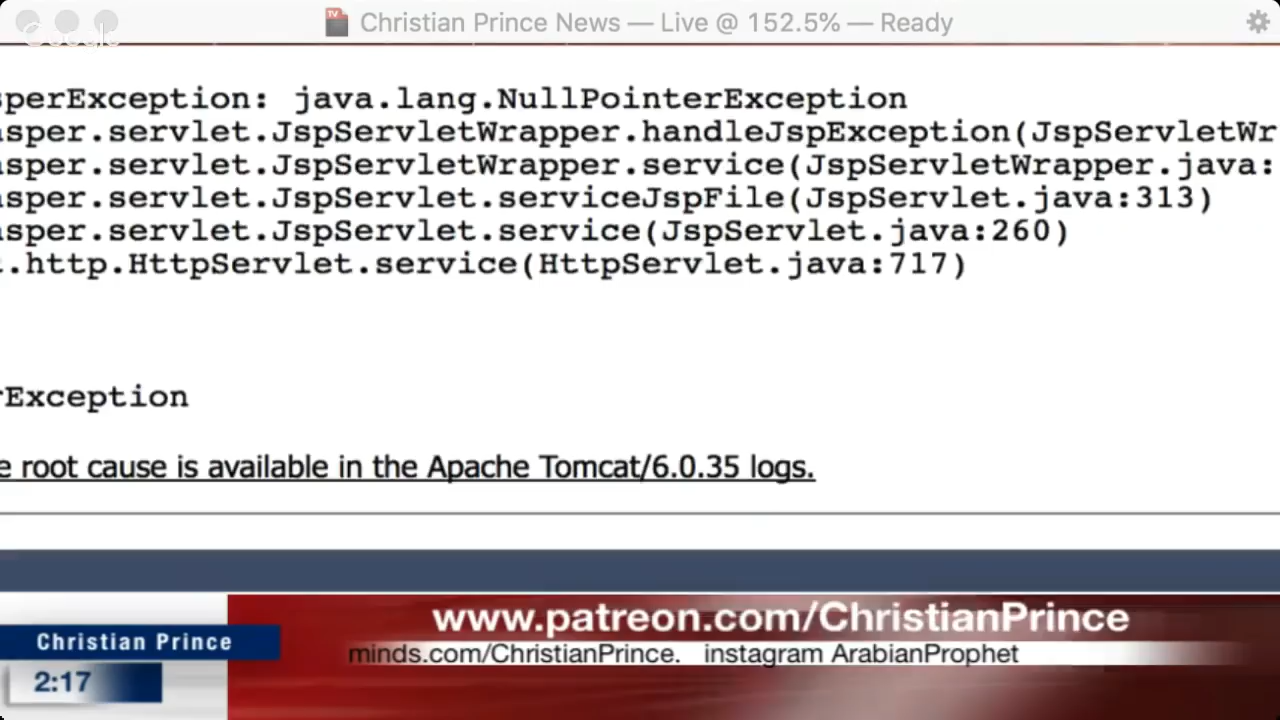 Christian Prince News — Live @ 152.5% — Ready
Google
sperException: java.lang.NullPointerException
asper.servlet.JspServletWrapper.handleJspException(JspServletWr
asper.servlet.JspServletWrapper.service(JspServletWrapper.java:
asper.servlet.JspServlet.serviceJspFile(JspServlet.java:313)
asper.servlet.JspServlet.service(JspServlet.java:260)
t.http.HttpServlet.service(HttpServlet.java:717)
rException
e root cause is available in the Apache Tomcat/6.0.35 logs.
www.patreon.com/ChristianPrince
Christian Prince
minds.com/ChristianPrince. instagram ArabianProphet
2:17